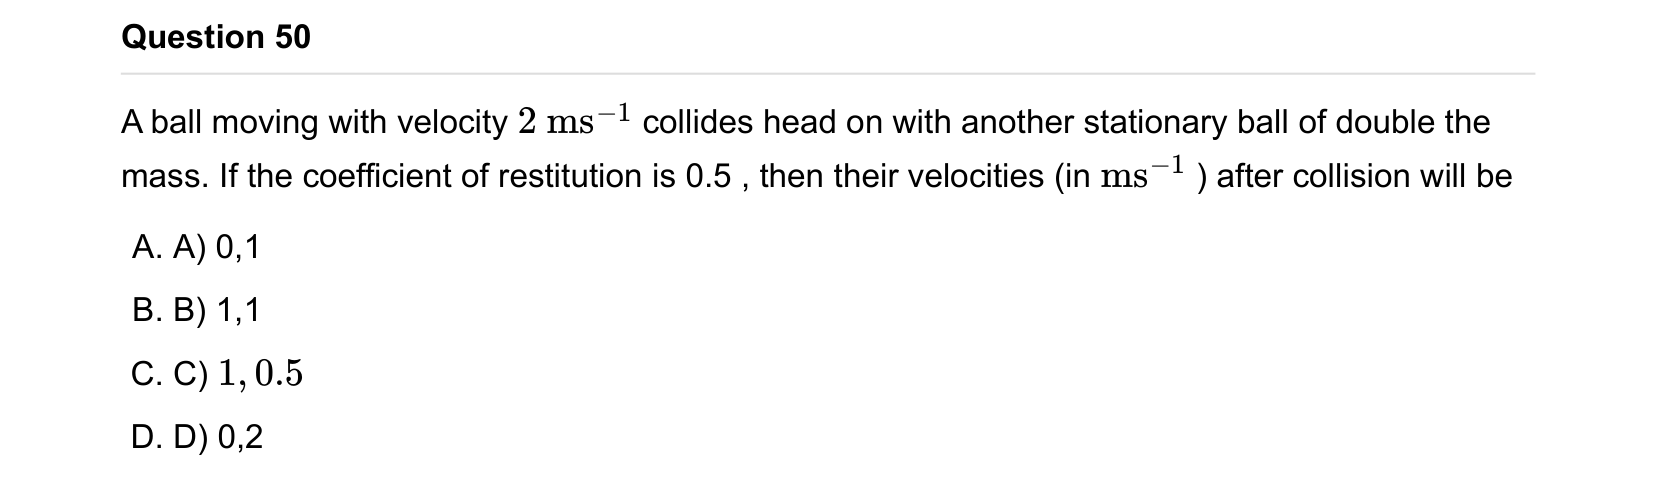 Question 50
A ball moving with velocity 2 ms⁻¹ collides head on with another stationary ball of double the
mass. If the coefficient of restitution is 0.5 , then their velocities (in ms⁻¹ ) after collision will be
A. A) 0,1
B. B) 1,1
C. C) 1, 0.5
D. D) 0,2